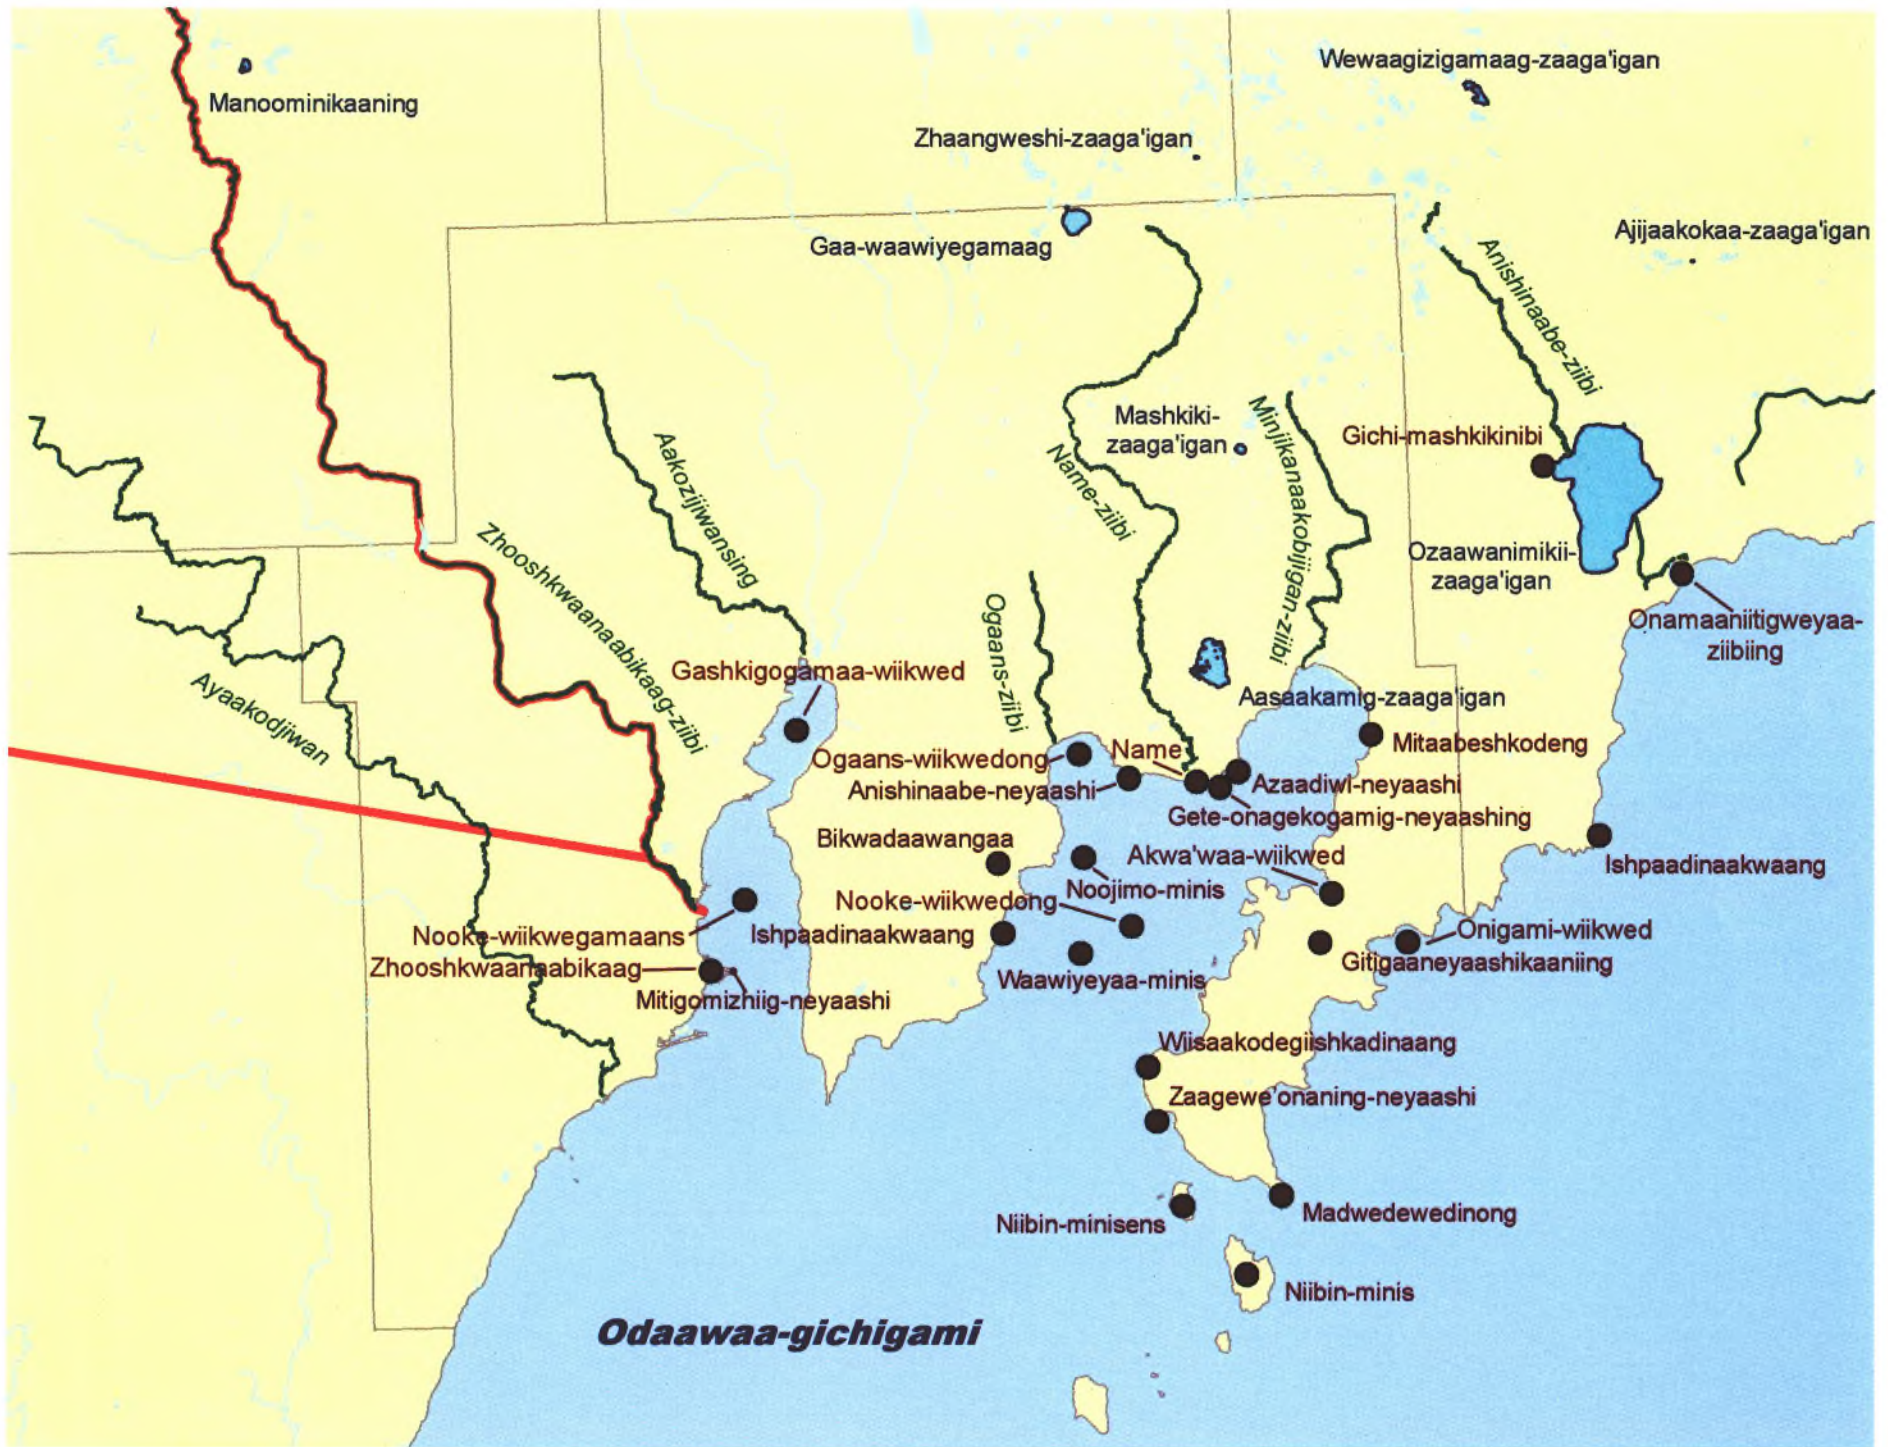 Wewaagizigamaag-zaaga'igan
Manoominikaaning
Zhaangweshi-zaaga'igan
Ajijaakokaa-zaaga'igan
Gaa-waawiyegamaag
Anishinaabe-ziibi
Mashkiki-
zaaga'igan
Minjikanaakobijigan-ziibi
Gichi-mashkikinibi
Aakozijiwansing
Name-ziibi
Zhooshkwaanaabikaag-ziibi
Ozaawanimikii-
zaaga'igan
Ogaans-ziibi
Onamaaniitigweyaa-
ziibiing
Ayaakodjiwan
Gashkigogamaa-wiikwed
Aasaakamig-zaaga'igan
Mitaabeshkodeng
Name
Ogaans-wiikwedong
Anishinaabe-neyaashi
Azaadiwi-neyaashi
Gete-onagekogamig-neyaashing
Bikwadaawangaa
Akwa'waa-wiikwed
Ishpaadinaakwaang
Noojimo-minis
Nooke-wiikwedong
Nooke-wiikwegamaans
Ishpaadinaakwaang
Onigami-wiikwed
Gitigaaneyaashikaaniing
Zhooshkwaanaabikaag
Waawiyeyaa-minis
Mitigomizhiig-neyaashi
Wiisaakodegiishkadinaang
Zaagewe'onaning-neyaashi
Niibin-minisens
Madwedewedinong
Niibin-minis
Odaawaa-gichigami